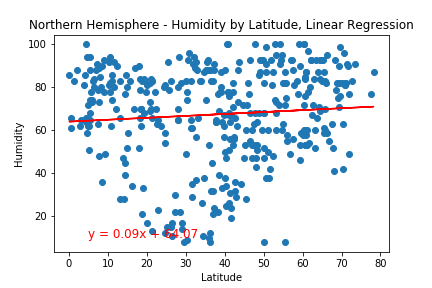 Northern Hemisphere - Humidity by Latitude, Linear Regression
100
80
60
40
20
Humidity
y = 0.09x + 64.07
0 10 20 30 40 50 60 70 80
Latitude